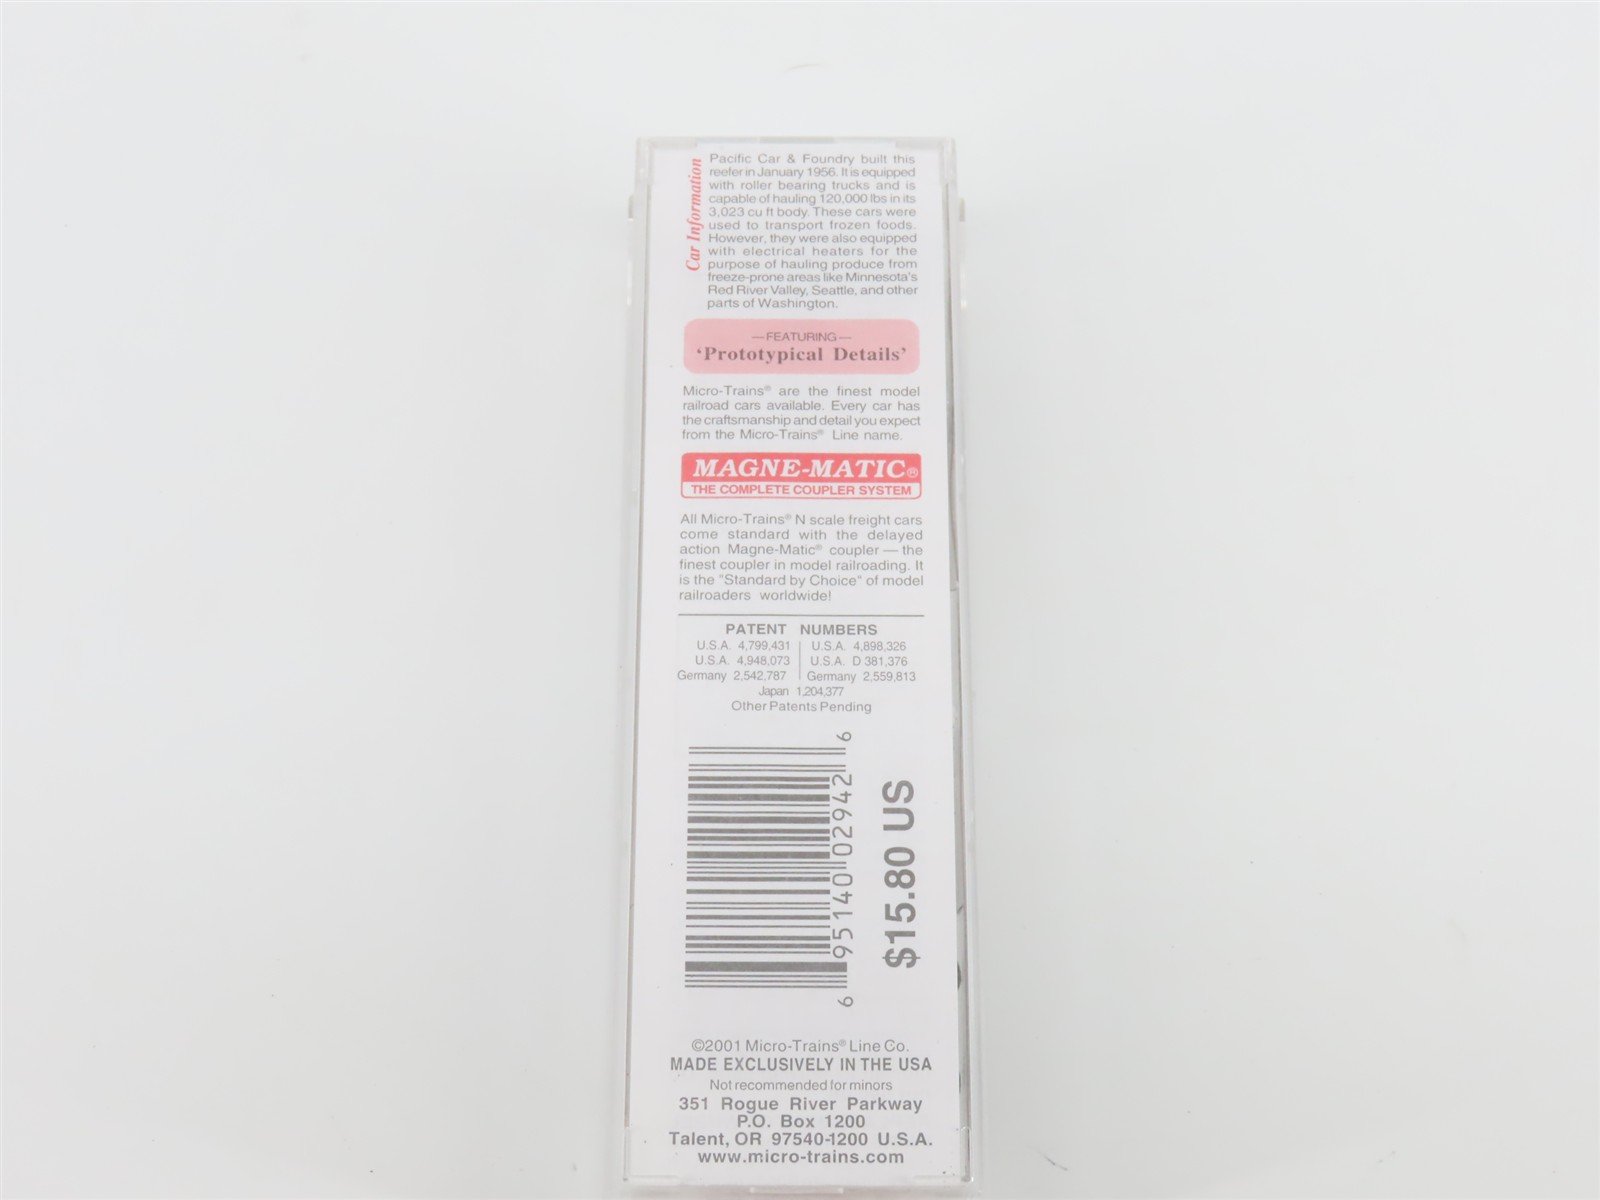 Car Information
Pacific Car & Foundry built this
reefer in January 1956. It is equipped
with roller bearing trucks and is
capable of hauling 120,000 lbs in its
3,023 cu ft body. These cars were
used to transport frozen foods.
However, they were also equipped
with electrical heaters for the
purpose of hauling produce from
freeze-prone areas like Minnesota's
Red River Valley, Seattle, and other
parts of Washington.
—FEATURING—
‘Prototypical Details’
Micro-Trains® are the finest model
railroad cars available. Every car has
the craftsmanship and detail you expect
from the Micro-Trains® Line name.
MAGNE-MATIC®
THE COMPLETE COUPLER SYSTEM
All Micro-Trains® N scale freight cars
come standard with the delayed
action Magne-Matic® coupler — the
finest coupler in model railroading. It
is the "Standard by Choice" of model
railroaders worldwide!
PATENT NUMBERS
U.S.A. 4,799,431 | U.S.A. 4,898,326
U.S.A. 4,948,073 | U.S.A. D 381,376
Germany 2,542,787 | Germany 2,559,813
Japan 1,204,377
Other Patents Pending
6 95140 02942 6
$15.80 US
©2001 Micro-Trains® Line Co.
MADE EXCLUSIVELY IN THE USA
Not recommended for minors
351 Rogue River Parkway
P.O. Box 1200
Talent, OR 97540-1200 U.S.A.
www.micro-trains.com